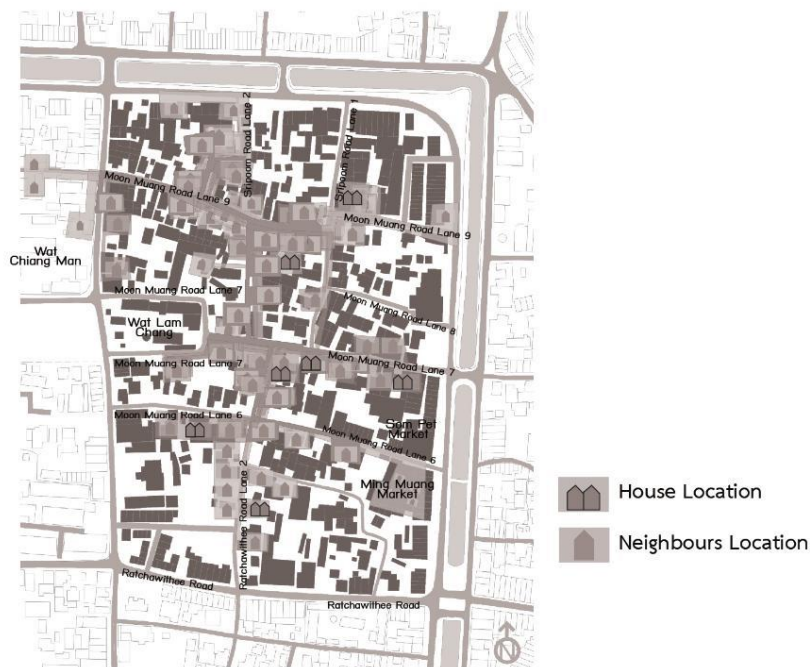 Sripoom Road Lane 2
Sripoom Road Lane 1
Moon Muang Road Lane 9
Moon Muang Road Lane 9
Wat
Chiang Man
Moon Muang Road Lane 7
Moon Muang Road Lane 8
Wat Lam
Chang
Moon Muang Road Lane 7
Moon Muang Road Lane 7
Moon Muang Road Lane 6
Som Pet
Market
Moon Muang Road Lane 6
Ming Muang
Market
Ratchawithee Road Lane 2
Ratchawithee Road
Ratchawithee Road
N
House Location
Neighbours Location